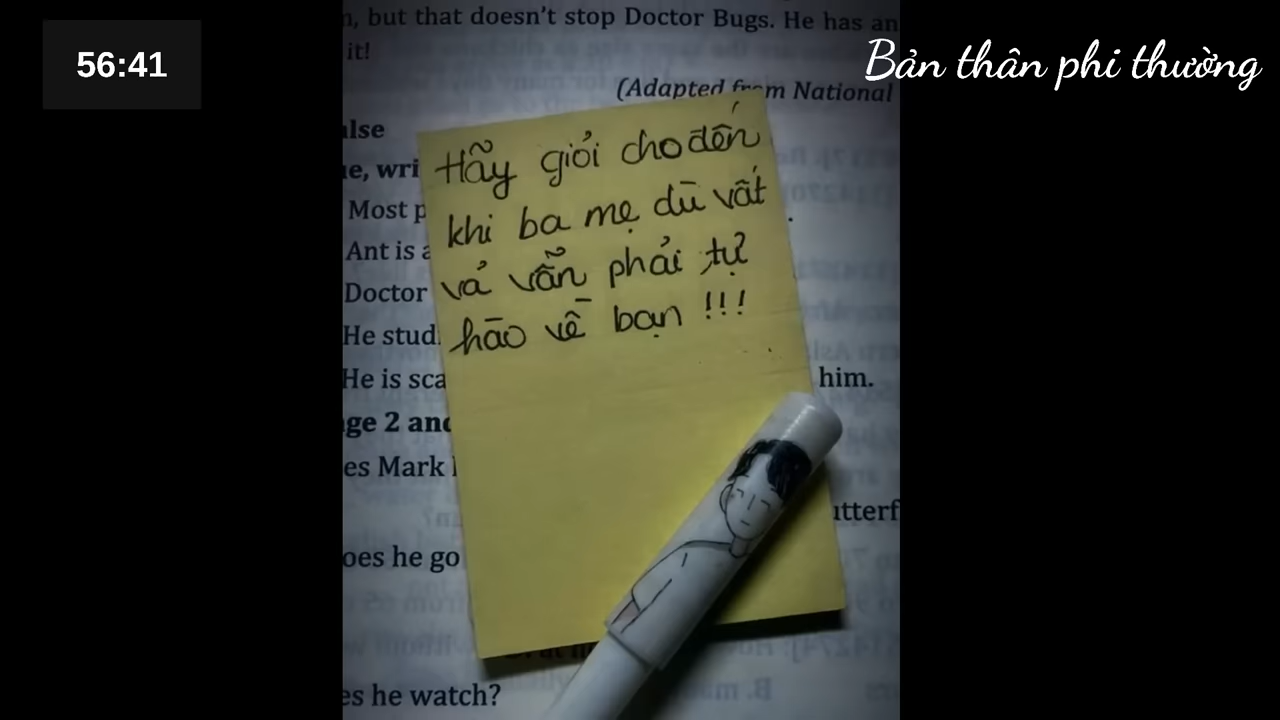 56:41
Bản thân phi thường
, but that doesn't stop Doctor Bugs. He has an
it!
(Adapted from National
alse
ue, wri
Most p
Ant is a
Doctor
He stud
He is sca
him.
ge 2 and
es Mark
utterf
oes he go
es he watch?
B. ma
Hãy giỏi cho đến
khi ba mẹ dù vất
vả vẫn phải tự
hào về bạn !!!